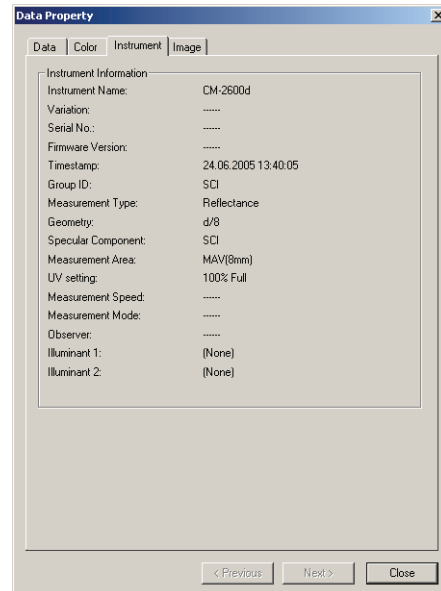 Data Property
Data Color Instrument Image
Instrument Information
Instrument Name: CM-2600d
Variation: ------
Serial No.: ------
Firmware Version: ------
Timestamp: 24.06.2005 13:40:05
Group ID: SCI
Measurement Type: Reflectance
Geometry: d/8
Specular Component: SCI
Measurement Area: MAV(8mm)
UV setting: 100% Full
Measurement Speed: ------
Measurement Mode: ------
Observer: ------
Illuminant 1: (None)
Illuminant 2: (None)
< Previous Next > Close